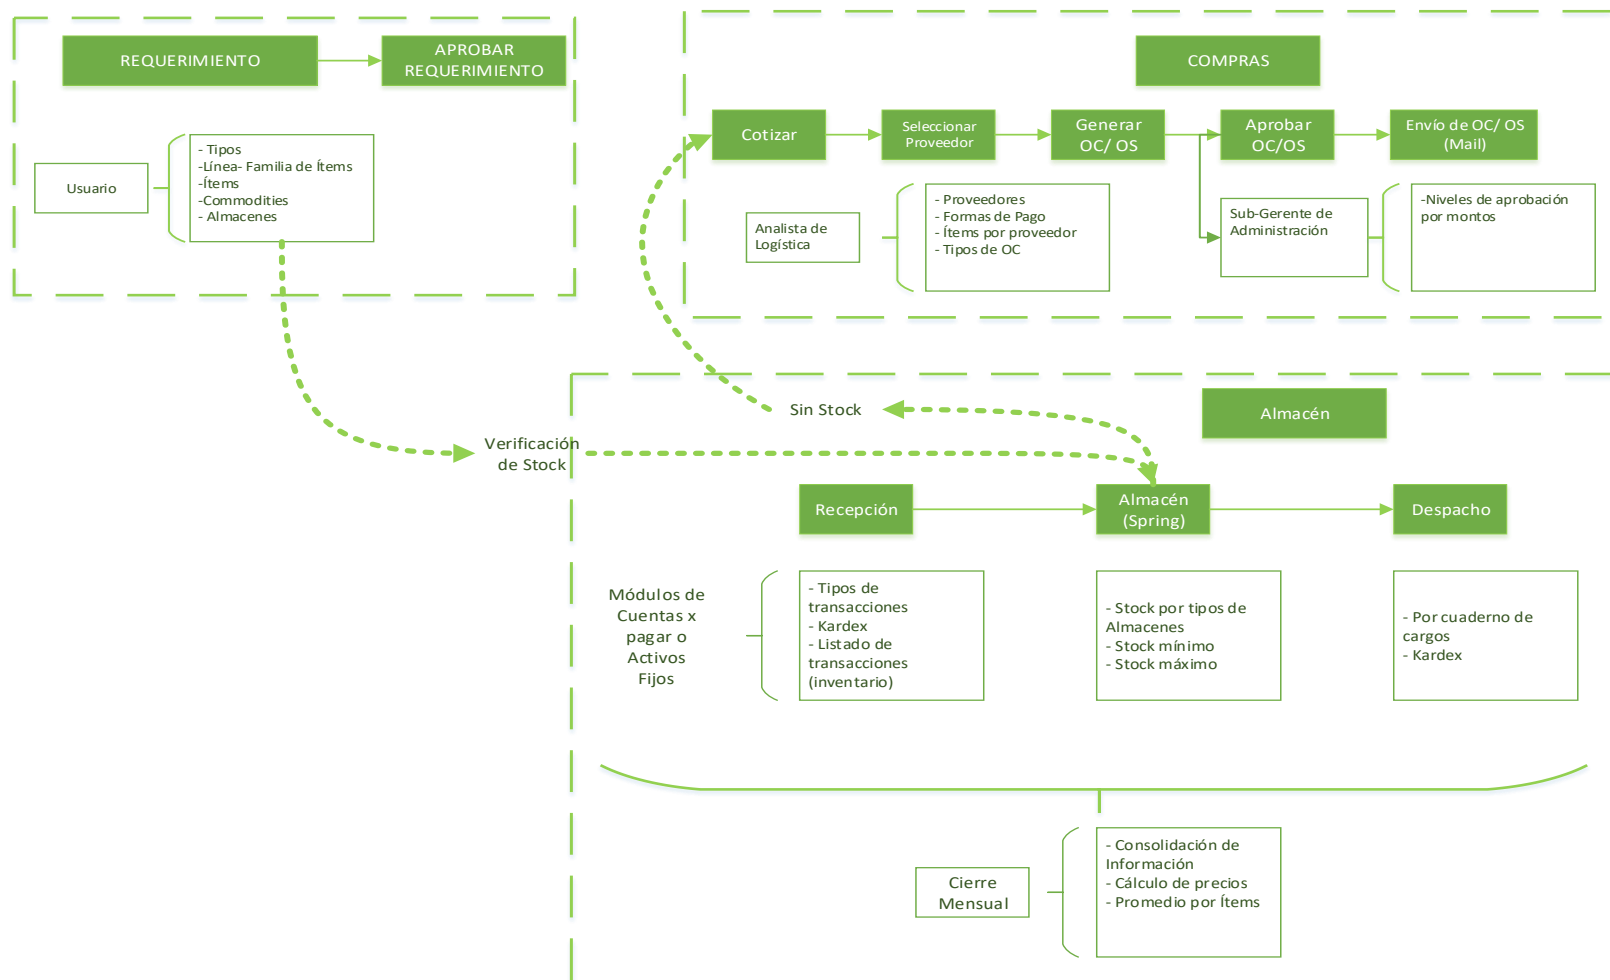 REQUERIMIENTO
APROBAR
REQUERIMIENTO
Usuario
- Tipos
-Línea- Familia de Ítems
-Ítems
-Commodities
- Almacenes
COMPRAS
Cotizar
Seleccionar
Proveedor
Generar
OC/ OS
Aprobar
OC/OS
Envío de OC/ OS
(Mail)
Analista de
Logística
- Proveedores
- Formas de Pago
- Ítems por proveedor
- Tipos de OC
Sub-Gerente de
Administración
-Niveles de aprobación
por montos
Sin Stock
Verificación
de Stock
Almacén
Recepción
Almacén
(Spring)
Despacho
Módulos de
Cuentas x
pagar o
Activos
Fijos
- Tipos de
transacciones
- Kardex
- Listado de
transacciones
(inventario)
- Stock por tipos de
Almacenes
- Stock mínimo
- Stock máximo
- Por cuaderno de
cargos
- Kardex
Cierre
Mensual
- Consolidación de
Información
- Cálculo de precios
- Promedio por Ítems